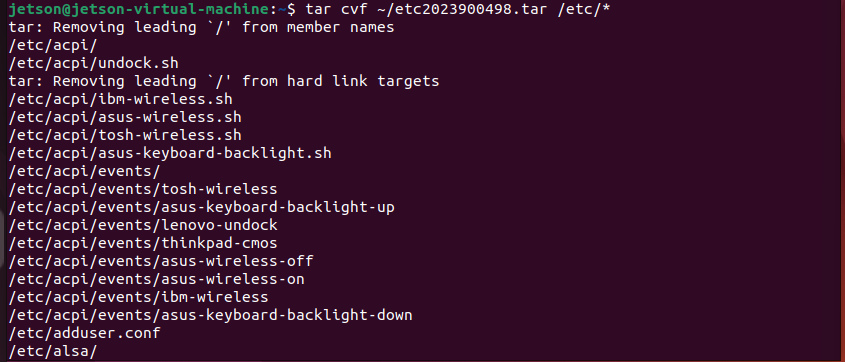 jetson@jetson-virtual-machine:~$ tar cvf ~/etc2023900498.tar /etc/*
tar: Removing leading `/' from member names
/etc/acpi/
/etc/acpi/undock.sh
tar: Removing leading `/' from hard link targets
/etc/acpi/ibm-wireless.sh
/etc/acpi/asus-wireless.sh
/etc/acpi/tosh-wireless.sh
/etc/acpi/asus-keyboard-backlight.sh
/etc/acpi/events/
/etc/acpi/events/tosh-wireless
/etc/acpi/events/asus-keyboard-backlight-up
/etc/acpi/events/lenovo-undock
/etc/acpi/events/thinkpad-cmos
/etc/acpi/events/asus-wireless-off
/etc/acpi/events/asus-wireless-on
/etc/acpi/events/ibm-wireless
/etc/acpi/events/asus-keyboard-backlight-down
/etc/adduser.conf
/etc/alsa/